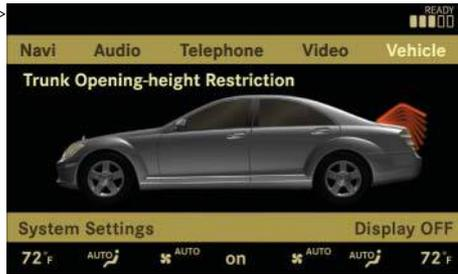 READY
Navi Audio Telephone Video Vehicle
Trunk Opening-height Restriction
System Settings Display OFF
72°F AUTO AUTO on AUTO AUTO 72°F